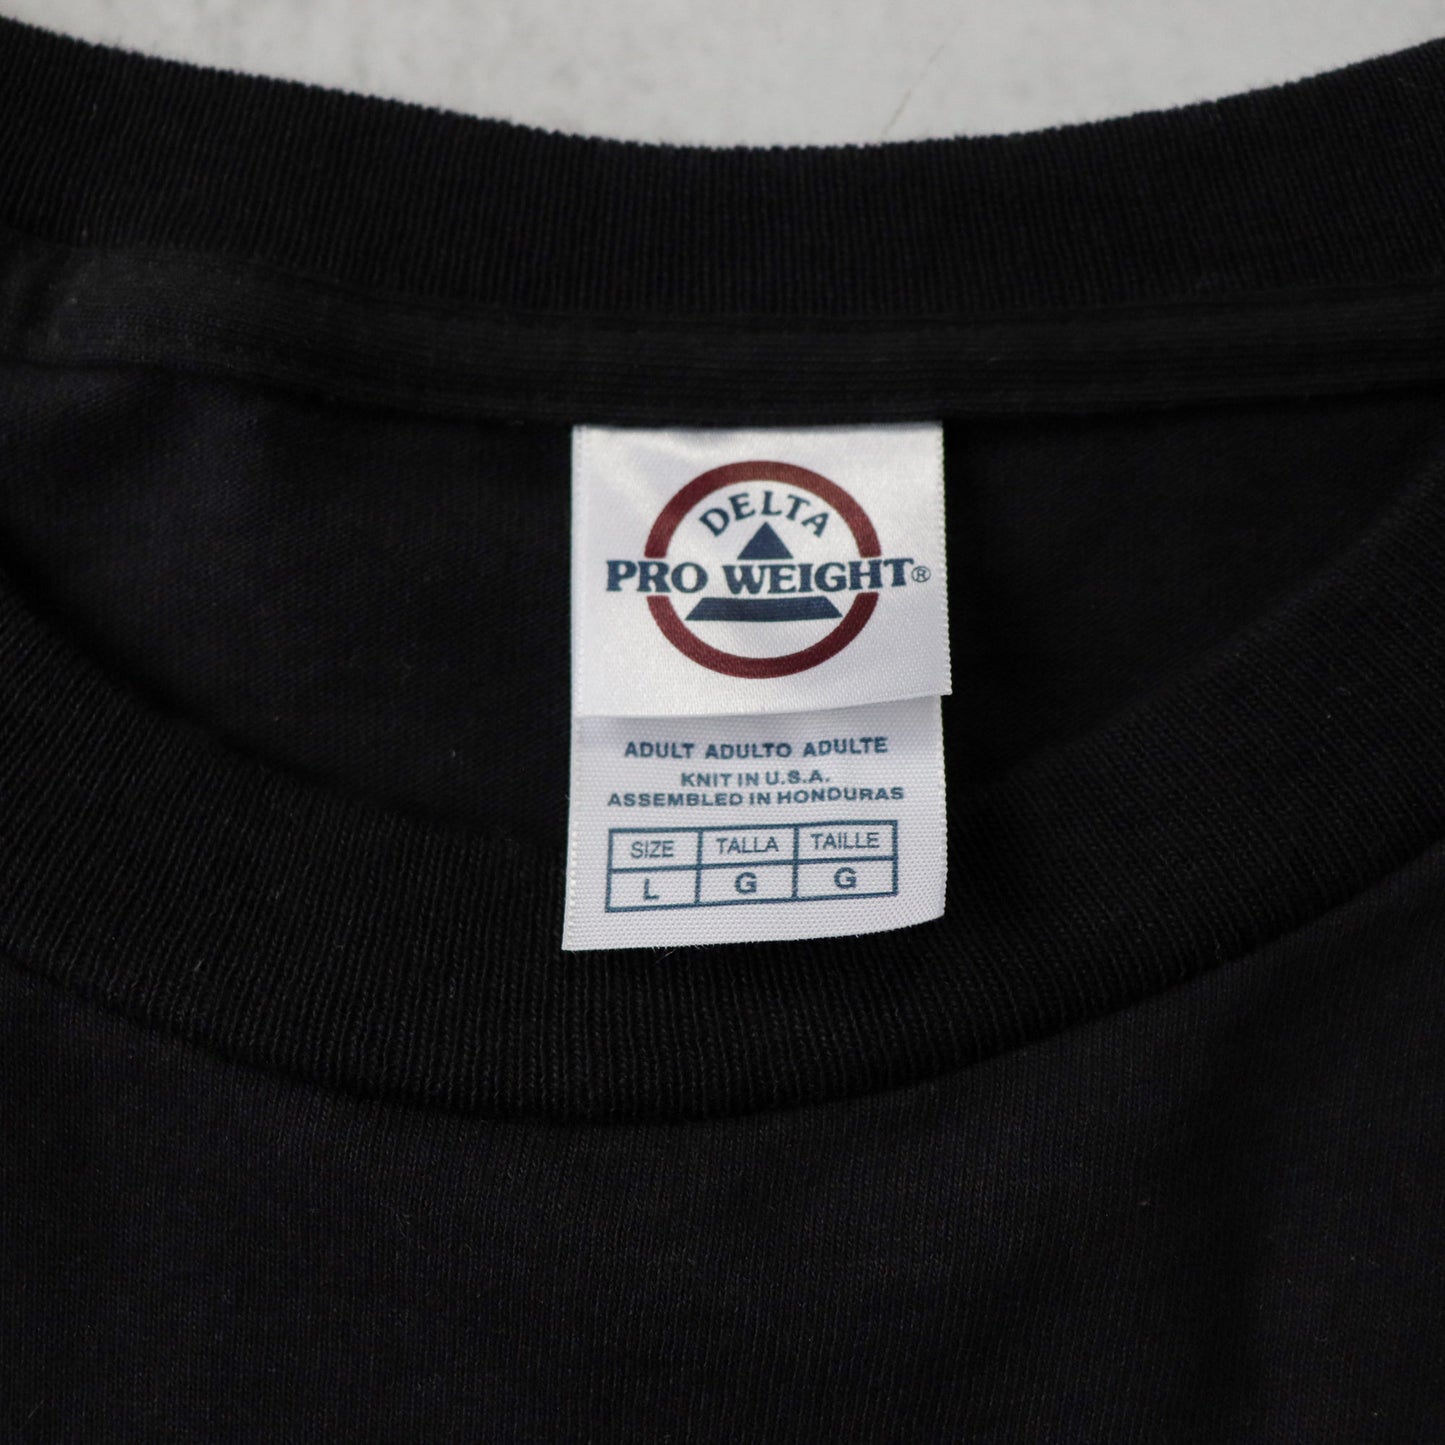 DELTA
PRO WEIGHT®
ADULT ADULTO ADULTE
KNIT IN U.S.A.
ASSEMBLED IN HONDURAS
SIZE TALLA TAILLE
L G G